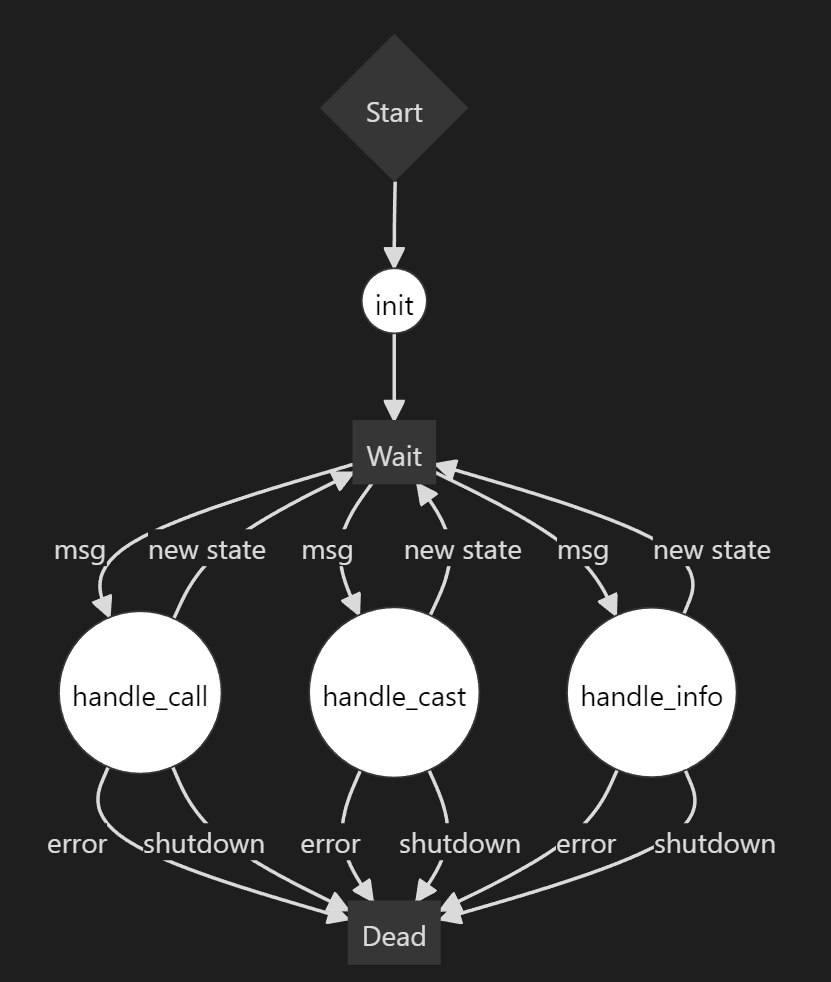 Start
init
Wait
msg new state msg new state msg new state
handle_call handle_cast handle_info
error shutdown error shutdown error shutdown
Dead